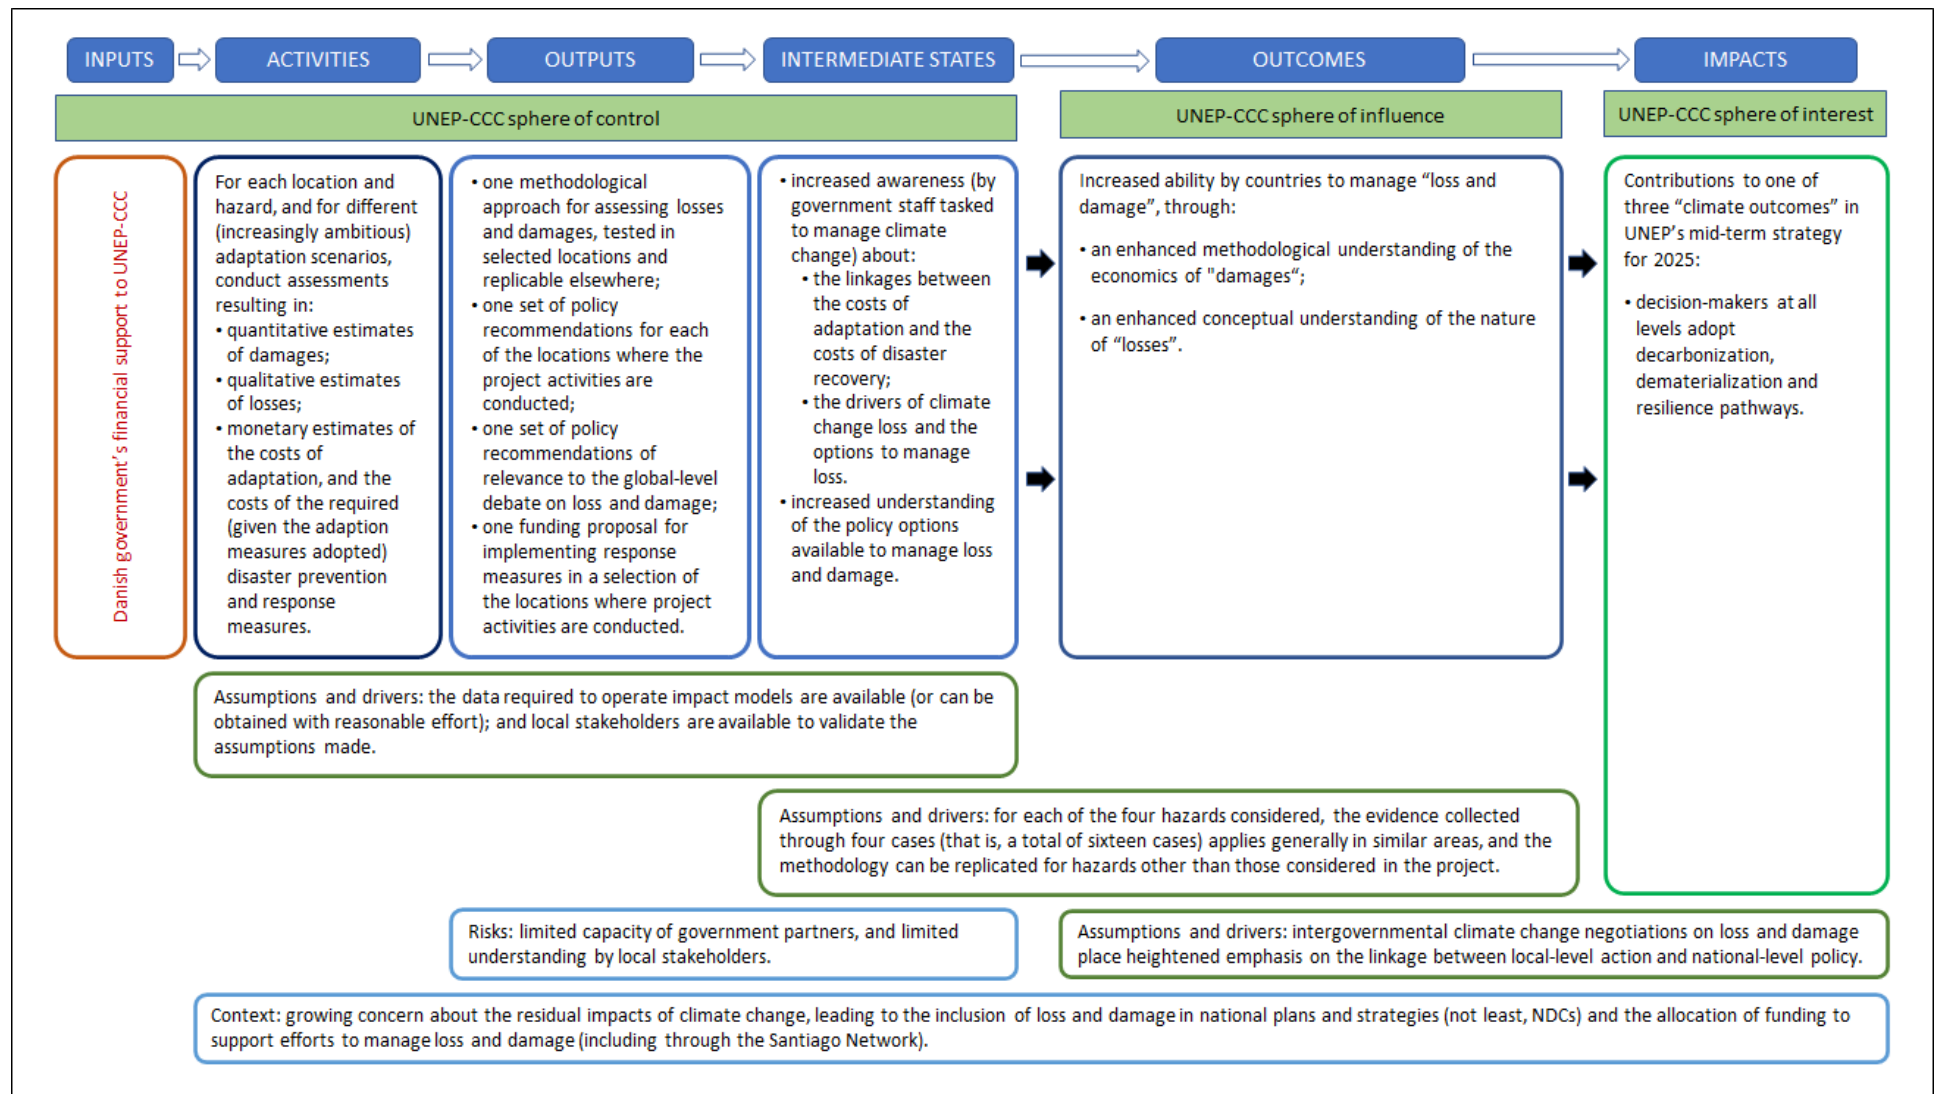 INPUTS
ACTIVITIES
OUTPUTS
INTERMEDIATE STATES
OUTCOMES
IMPACTS
UNEP-CCC sphere of control
UNEP-CCC sphere of influence
UNEP-CCC sphere of interest
Danish government's financial support to UNEP-CCC
For each location and
hazard, and for different
(increasingly ambitious)
adaptation scenarios,
conduct assessments
resulting in:
• quantitative estimates
of damages;
• qualitative estimates
of losses;
• monetary estimates of
the costs of
adaptation, and the
costs of the required
(given the adaption
measures adopted)
disaster prevention
and response
measures.
• one methodological
approach for assessing losses
and damages, tested in
selected locations and
replicable elsewhere;
• one set of policy
recommendations for each
of the locations where the
project activities are
conducted;
• one set of policy
recommendations of
relevance to the global-level
debate on loss and damage;
• one funding proposal for
implementing response
measures in a selection of
the locations where project
activities are conducted.
• increased awareness (by
government staff tasked
to manage climate
change) about:
• the linkages between
the costs of
adaptation and the
costs of disaster
recovery;
• the drivers of climate
change loss and the
options to manage
loss.
• increased understanding
of the policy options
available to manage loss
and damage.
Increased ability by countries to manage “loss and
damage”, through:
• an enhanced methodological understanding of the
economics of "damages“;
• an enhanced conceptual understanding of the nature
of “losses”.
Contributions to one of
three “climate outcomes” in
UNEP’s mid-term strategy
for 2025:
• decision-makers at all
levels adopt
decarbonization,
dematerialization and
resilience pathways.
Assumptions and drivers: the data required to operate impact models are available (or can be
obtained with reasonable effort); and local stakeholders are available to validate the
assumptions made.
Assumptions and drivers: for each of the four hazards considered, the evidence collected
through four cases (that is, a total of sixteen cases) applies generally in similar areas, and the
methodology can be replicated for hazards other than those considered in the project.
Risks: limited capacity of government partners, and limited
understanding by local stakeholders.
Assumptions and drivers: intergovernmental climate change negotiations on loss and damage
place heightened emphasis on the linkage between local-level action and national-level policy.
Context: growing concern about the residual impacts of climate change, leading to the inclusion of loss and damage in national plans and strategies (not least, NDCs) and the allocation of funding to
support efforts to manage loss and damage (including through the Santiago Network).